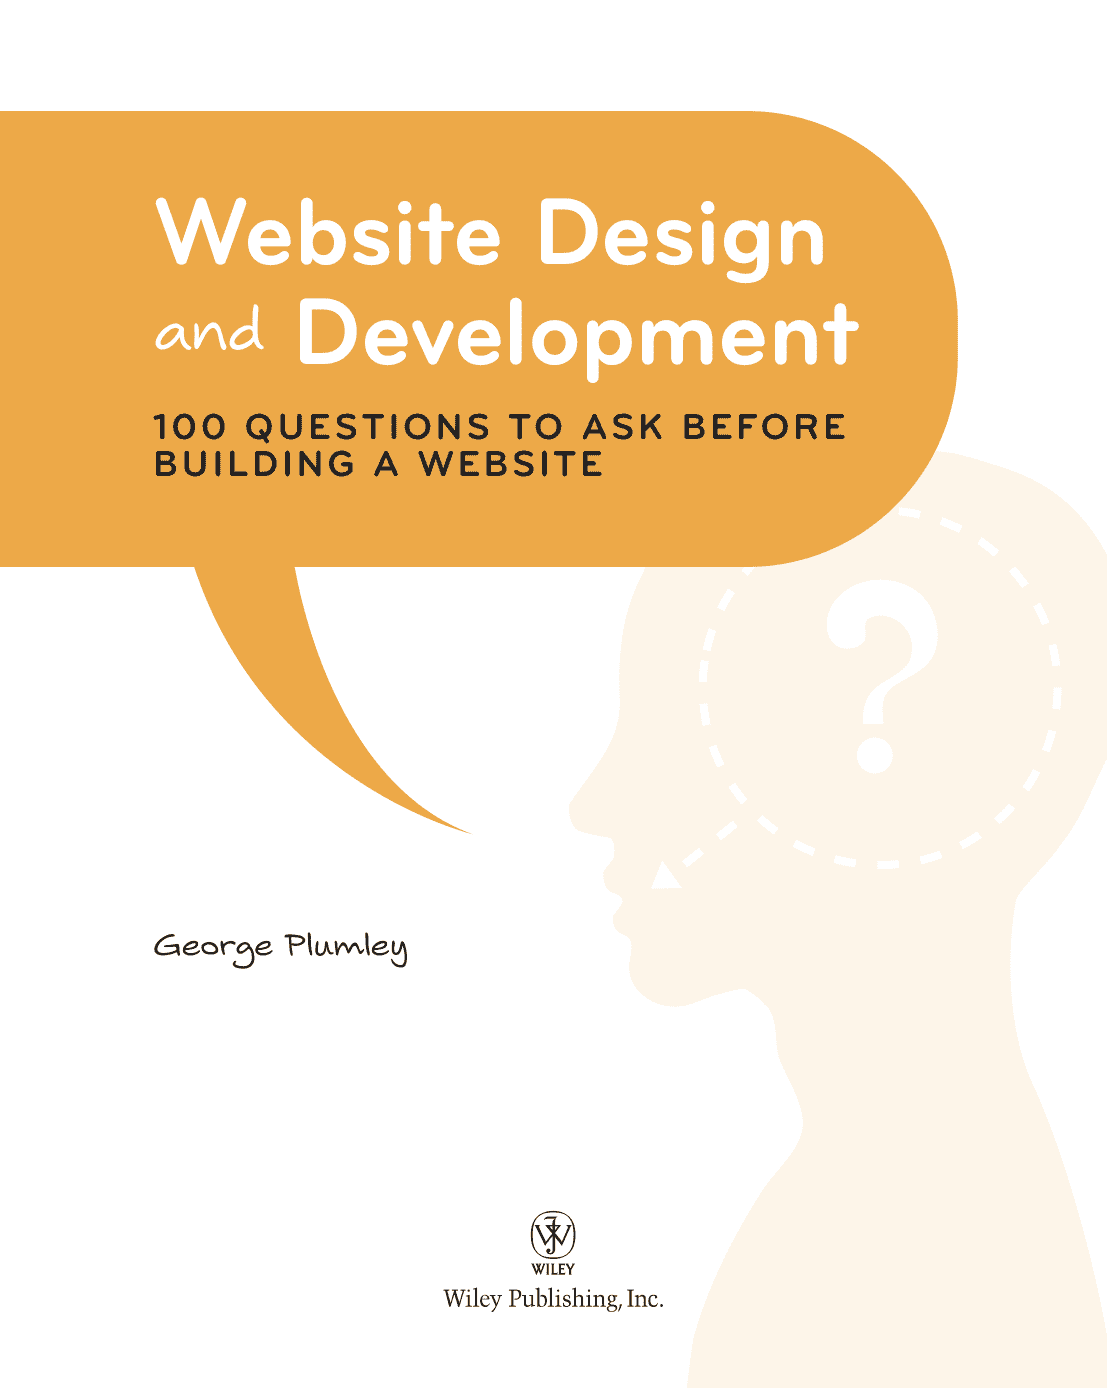 Website Design
and Development
100 QUESTIONS TO ASK BEFORE
BUILDING A WEBSITE
?
George Plumley
WILEY
Wiley Publishing, Inc.